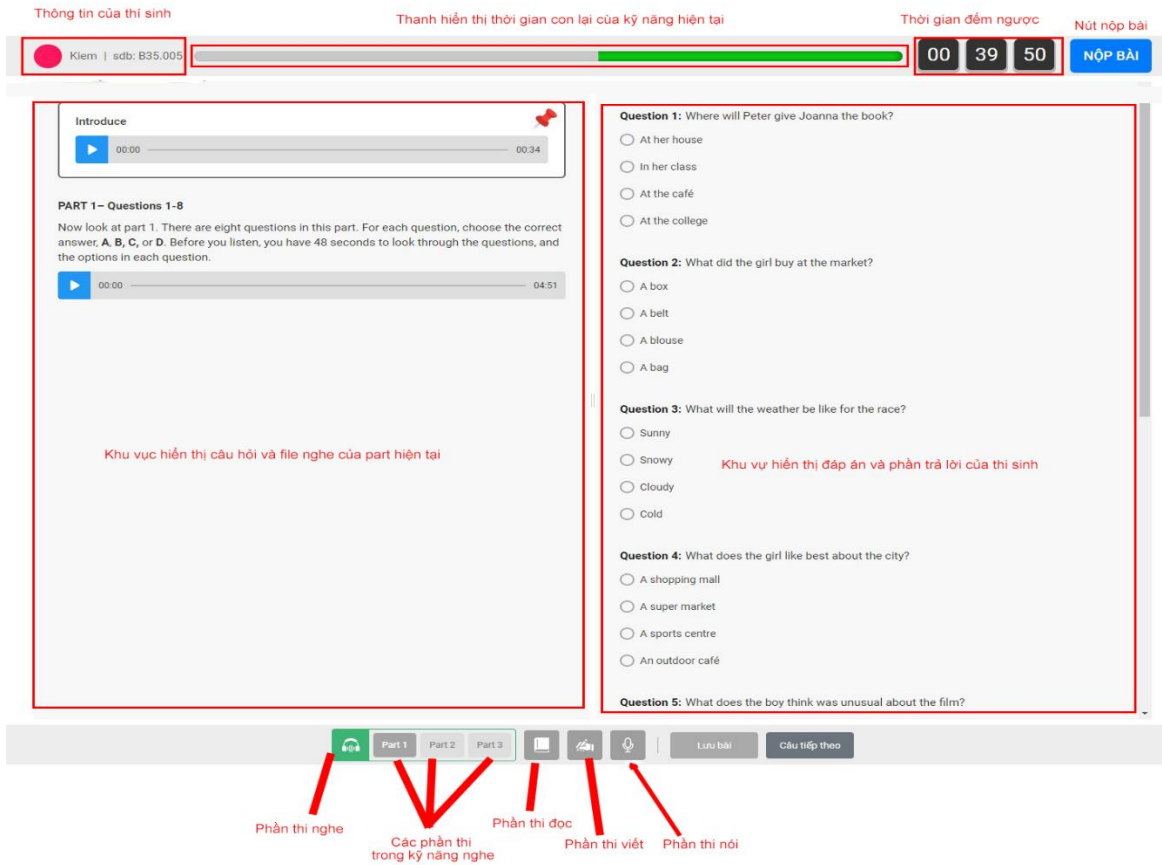 Thông tin của thí sinh
Thanh hiển thị thời gian con lại của kỹ năng hiện tại
Thời gian đếm ngược
Nút nộp bài
Klem | sdb: B35.005
00 39 50
NỘP BÀI
Introduce
00:00 00:34
PART 1– Questions 1-8
Now look at part 1. There are eight questions in this part. For each question, choose the correct
answer, A, B, C, or D. Before you listen, you have 48 seconds to look through the questions, and
the options in each question.
00:00 04:51
Khu vục hiển thị câu hỏi và file nghe của part hiện tại
Question 1: Where will Peter give Joanna the book?
At her house
In her class
At the café
At the college
Question 2: What did the girl buy at the market?
A box
A belt
A blouse
A bag
Question 3: What will the weather be like for the race?
Sunny
Snowy
Cloudy
Cold
Khu vự hiển thị đáp án và phần trả lời của thi sinh
Question 4: What does the girl like best about the city?
A shopping mall
A super market
A sports centre
An outdoor café
Question 5: What does the boy think was unusual about the film?
Part 1 Part 2 Part 3
Lưu bài
Câu tiếp theo
Phần thi nghe
Các phần thi
trong kỹ năng nghe
Phần thi đọc
Phần thi viết
Phần thi nói